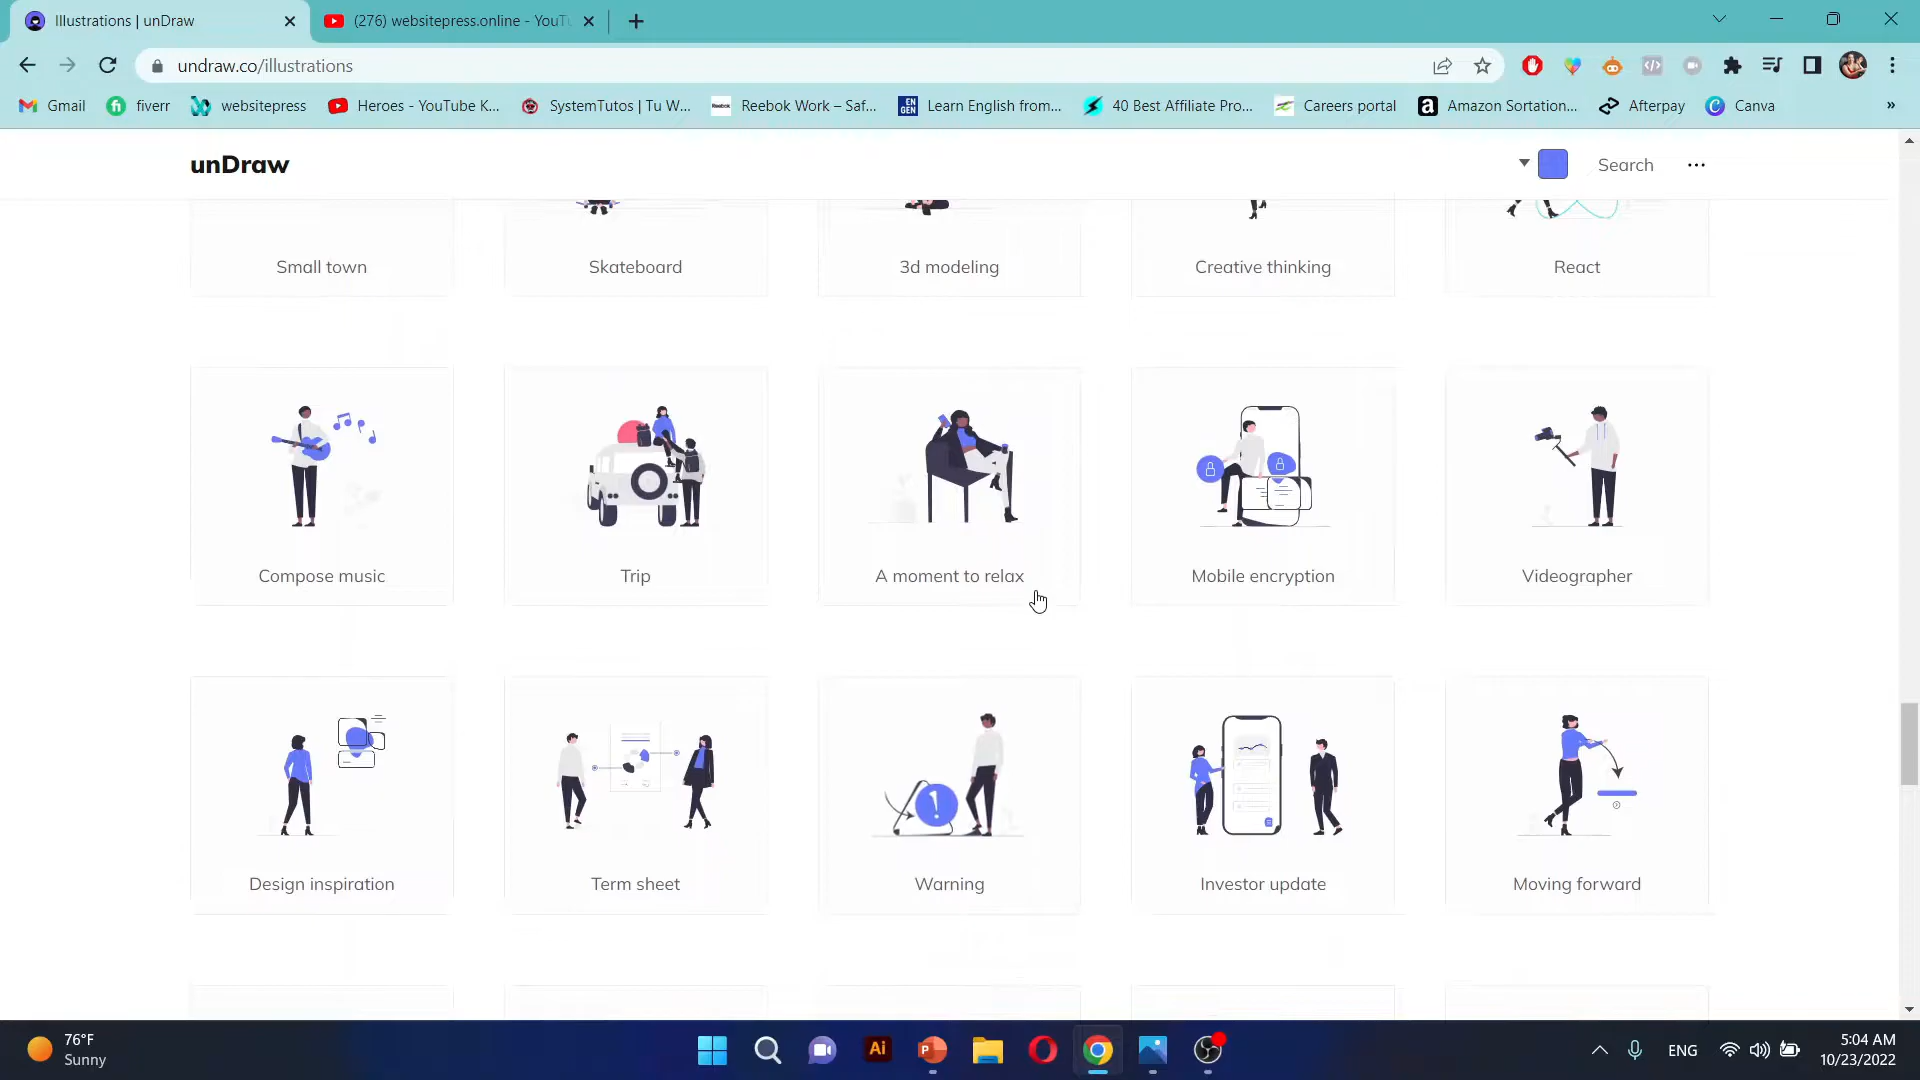 Illustrations | unDraw
(276) websitepress.online - YouTu
undraw.co/illustrations
Gmail
fiverr
websitepress
Heroes - YouTube K...
SystemTutos | Tu W...
Reebok Work – Saf...
EN GEN
Learn English from...
40 Best Affiliate Pro...
Careers portal
Amazon Sortation...
Afterpay
Canva
»
unDraw
Search
Small town
Skateboard
3d modeling
Creative thinking
React
Compose music
Trip
A moment to relax
Mobile encryption
Videographer
Design inspiration
Term sheet
Warning
Investor update
Moving forward
76°F
Sunny
Ai
P
ENG
5:04 AM
10/23/2022